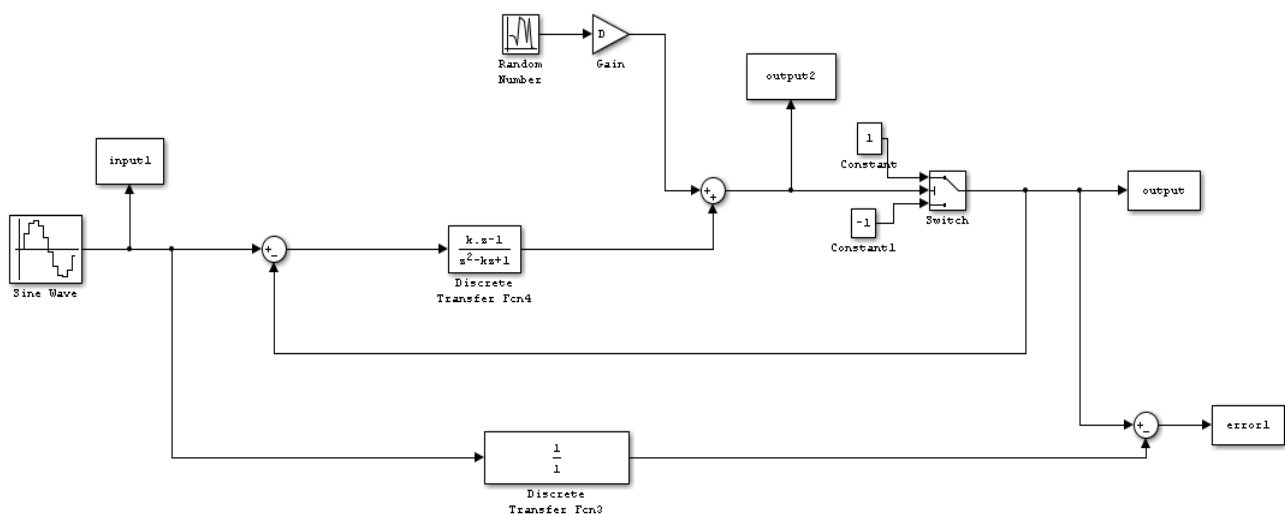 D
Random
Number
Gain
output2
input1
1
Constant
-1
Constant1
Switch
output
Sine Wave
k.z-1
z²-kz+1
Discrete
Transfer Fcn4
error1
1
1
Discrete
Transfer Fcn3